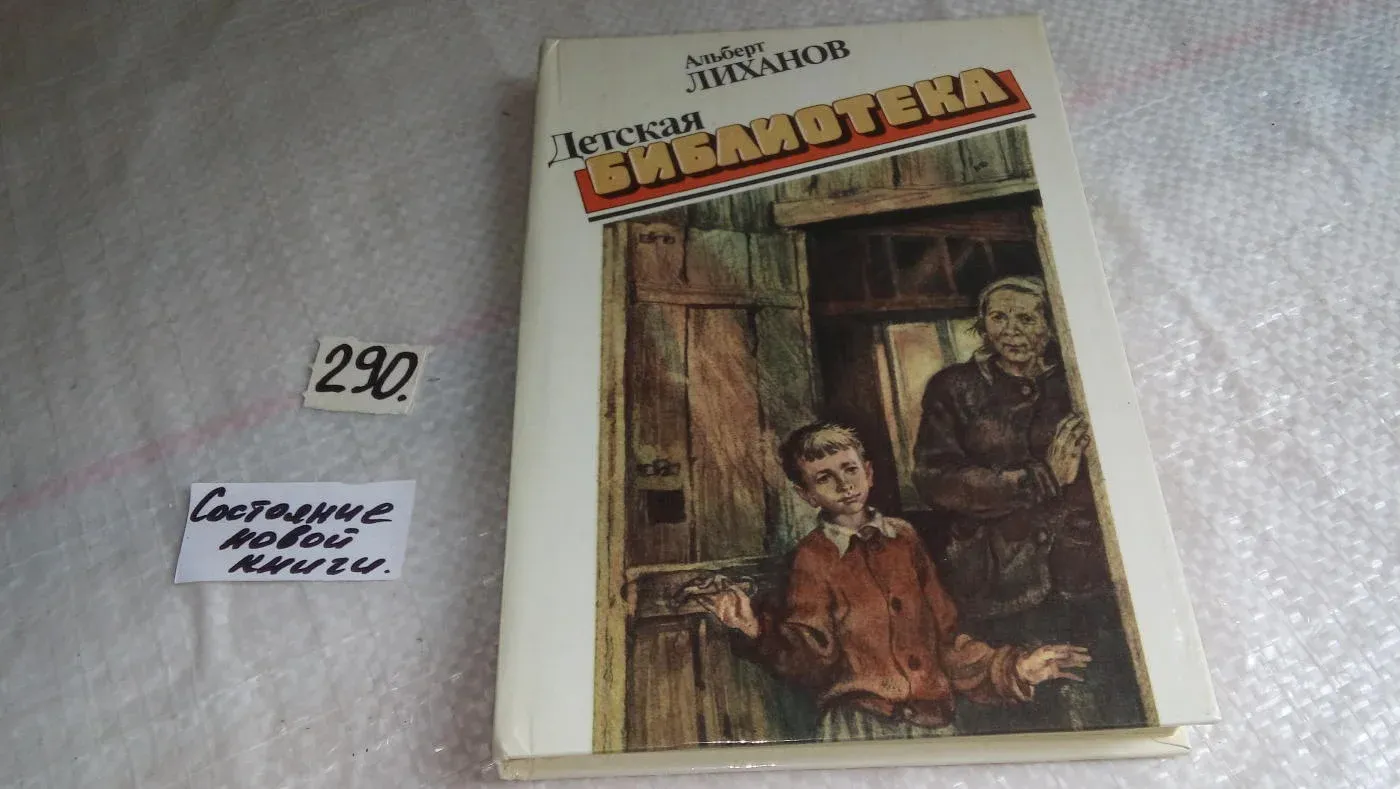 Альберт
ЛИХАНОВ
Детская
БИБЛИОТЕКА
290.
Состояние
новой
книги.